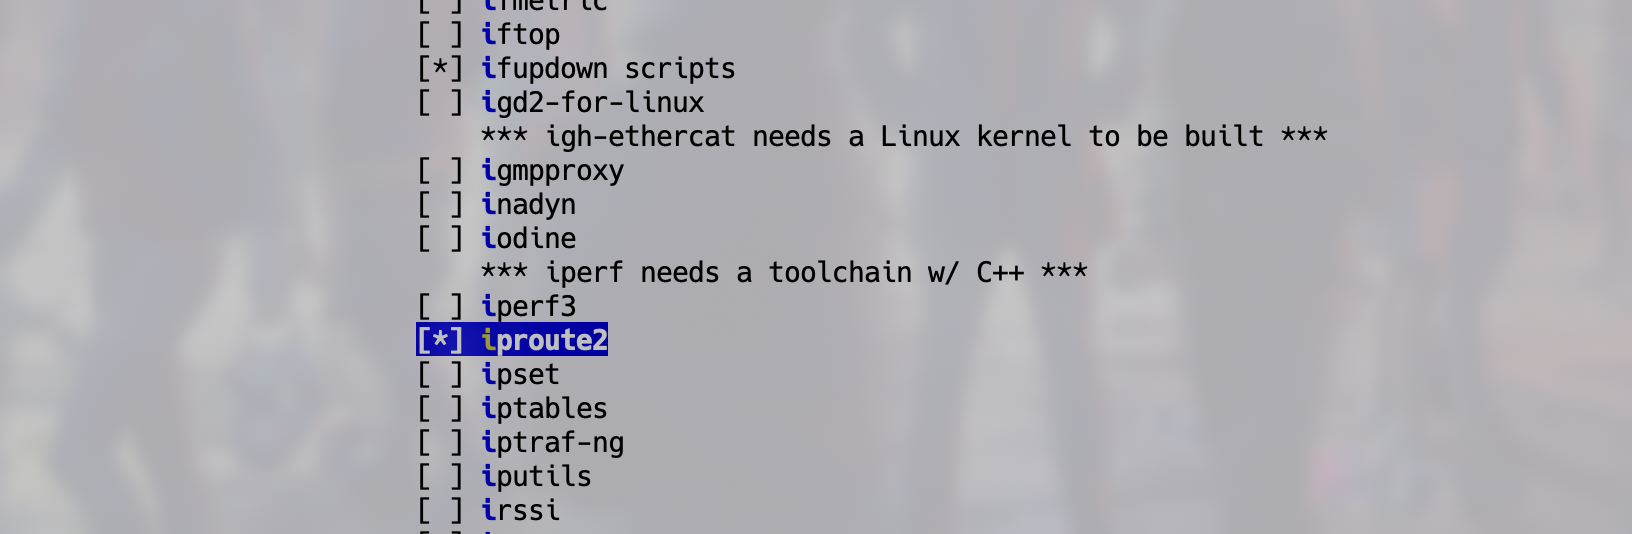 [ ] ifmetric
[ ] iftop
[*] ifupdown scripts
[ ] igd2-for-linux
*** igh-ethercat needs a Linux kernel to be built ***
[ ] igmpproxy
[ ] inadyn
[ ] iodine
*** iperf needs a toolchain w/ C++ ***
[ ] iperf3
[*] iproute2
[ ] ipset
[ ] iptables
[ ] iptraf-ng
[ ] iputils
[ ] irssi